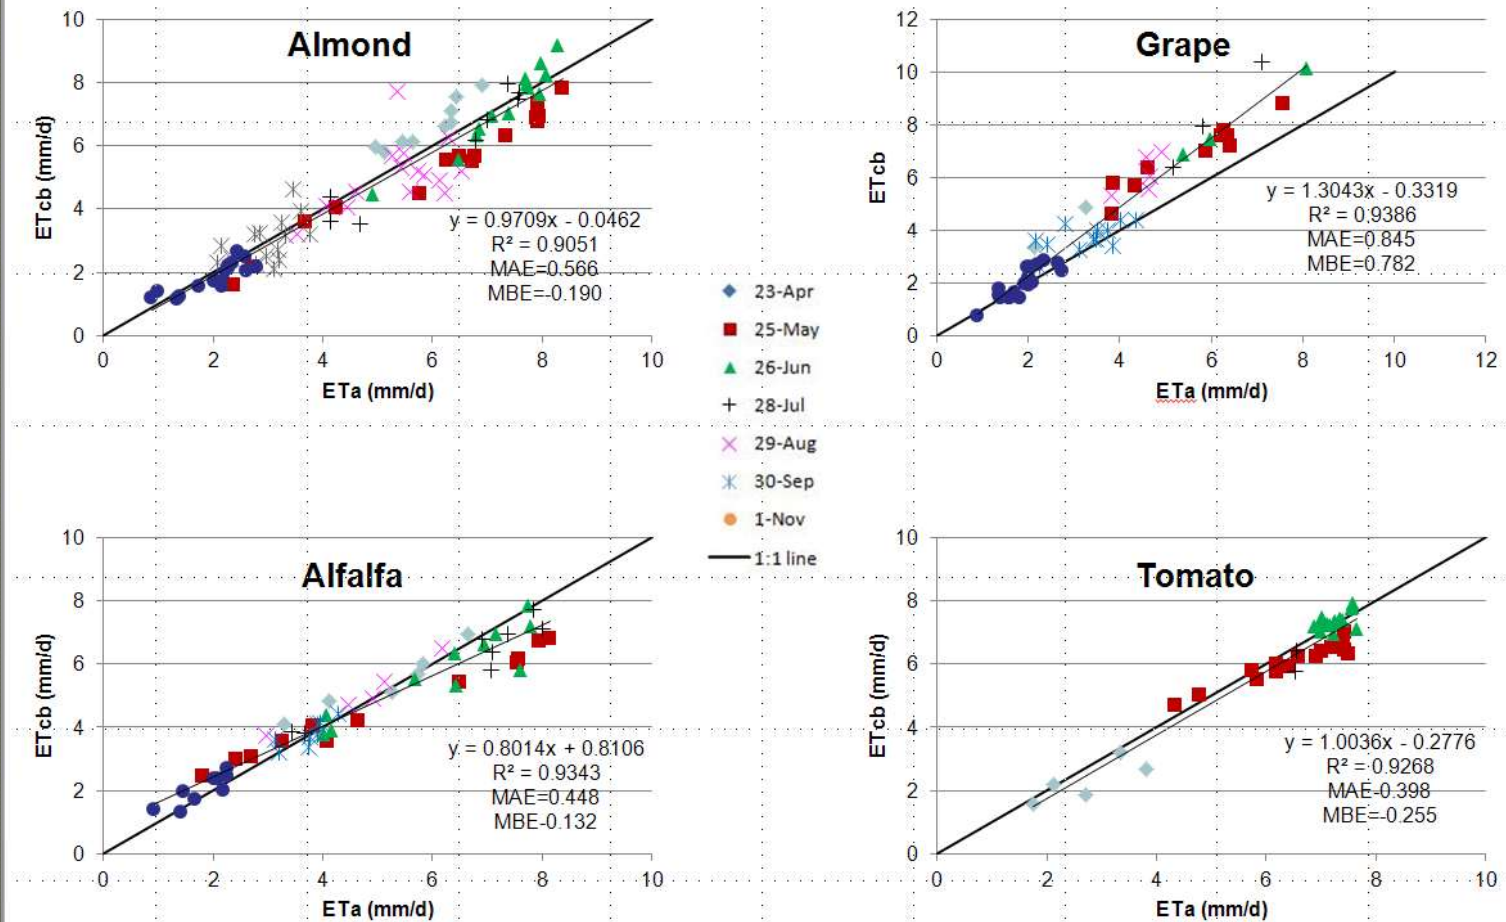 Almond
10
8
6
4
2
0
ETcb (mm/d)
y = 0.9709x - 0.0462
R² = 0.9051
MAE=0.566
MBE=-0.190
0 2 4 6 8 10
ETa (mm/d)
Grape
12
10
8
6
4
2
0
ETcb
y = 1.3043x - 0.3319
R² = 0.9386
MAE=0.845
MBE=0.782
0 2 4 6 8 10 12
ETa (mm/d)
23-Apr
25-May
26-Jun
28-Jul
29-Aug
30-Sep
1-Nov
1:1 line
Alfalfa
10
8
6
4
2
0
ETcb (mm/d)
y = 0.8014x + 0.8106
R² = 0.9343
MAE=0.448
MBE-0.132
0 2 4 6 8 10
ETa (mm/d)
Tomato
10
8
6
4
2
0
ETcb (mm/d)
y = 1.0036x - 0.2776
R² = 0.9268
MAE-0.398
MBE=-0.255
0 2 4 6 8 10
ETa (mm/d)